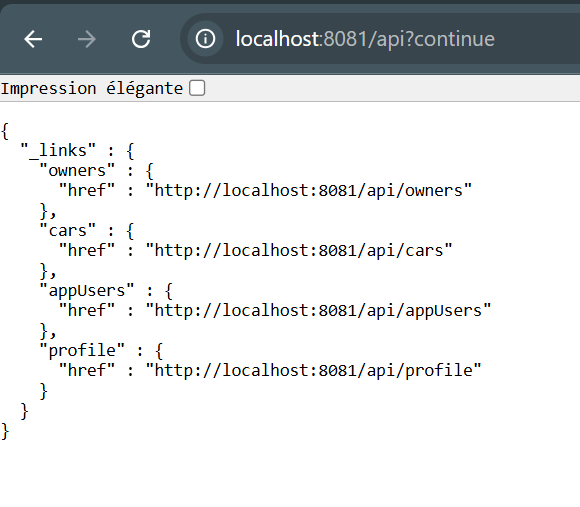 localhost:8081/api?continue
Impression élégante
{
  "_links" : {
    "owners" : {
      "href" : "http://localhost:8081/api/owners"
    },
    "cars" : {
      "href" : "http://localhost:8081/api/cars"
    },
    "appUsers" : {
      "href" : "http://localhost:8081/api/appUsers"
    },
    "profile" : {
      "href" : "http://localhost:8081/api/profile"
    }
  }
}